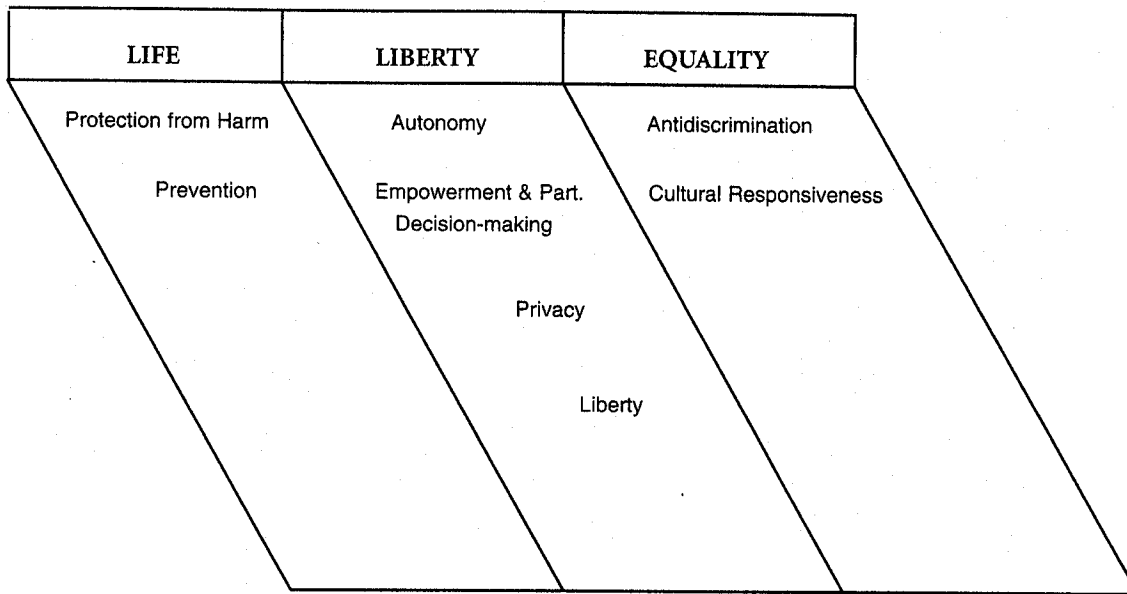 LIFE
LIBERTY
EQUALITY
Protection from Harm
Autonomy
Antidiscrimination
Prevention
Empowerment & Part.
Decision-making
Cultural Responsiveness
Privacy
Liberty